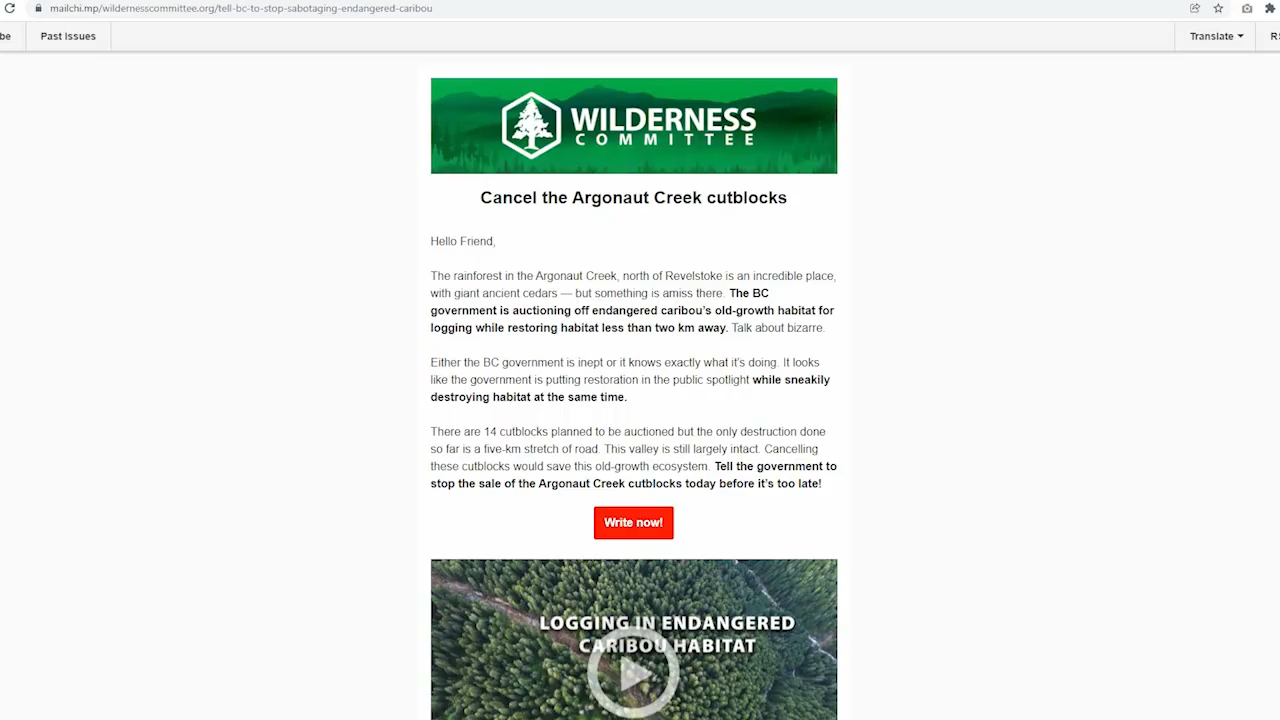 mailchi.mp/wildernesscommittee.org/tell-bc-to-stop-sabotaging-endangered-caribou
be Past Issues Translate R
WILDERNESS
COMMITTEE
Cancel the Argonaut Creek cutblocks
Hello Friend,
The rainforest in the Argonaut Creek, north of Revelstoke is an incredible place,
with giant ancient cedars — but something is amiss there. The BC
government is auctioning off endangered caribou's old-growth habitat for
logging while restoring habitat less than two km away. Talk about bizarre.
Either the BC government is inept or it knows exactly what it's doing. It looks
like the government is putting restoration in the public spotlight while sneakily
destroying habitat at the same time.
There are 14 cutblocks planned to be auctioned but the only destruction done
so far is a five-km stretch of road. This valley is still largely intact. Cancelling
these cutblocks would save this old-growth ecosystem. Tell the government to
stop the sale of the Argonaut Creek cutblocks today before it's too late!
Write now!
LOGGING IN ENDANGERED
CARIBOU HABITAT